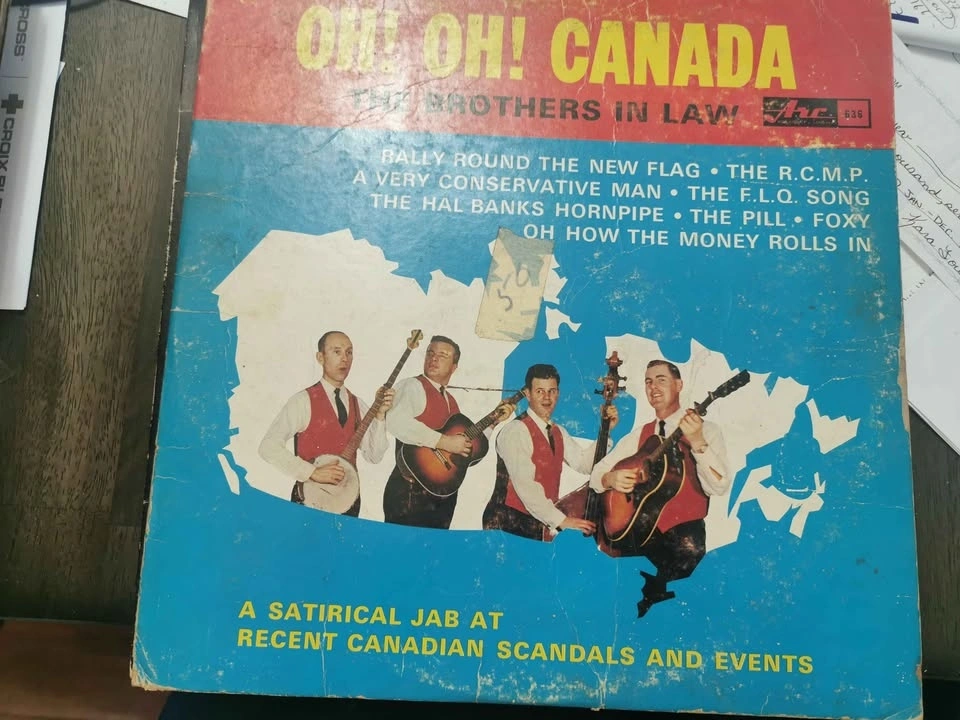 OH! OH! CANADA
THE BROTHERS IN LAW Arc 636
RALLY ROUND THE NEW FLAG • THE R.C.M.P.
A VERY CONSERVATIVE MAN • THE F.L.Q. SONG
THE HAL BANKS HORNPIPE • THE PILL • FOXY
OH HOW THE MONEY ROLLS IN
A SATIRICAL JAB AT
RECENT CANADIAN SCANDALS AND EVENTS
CROSS
JAN - DEC